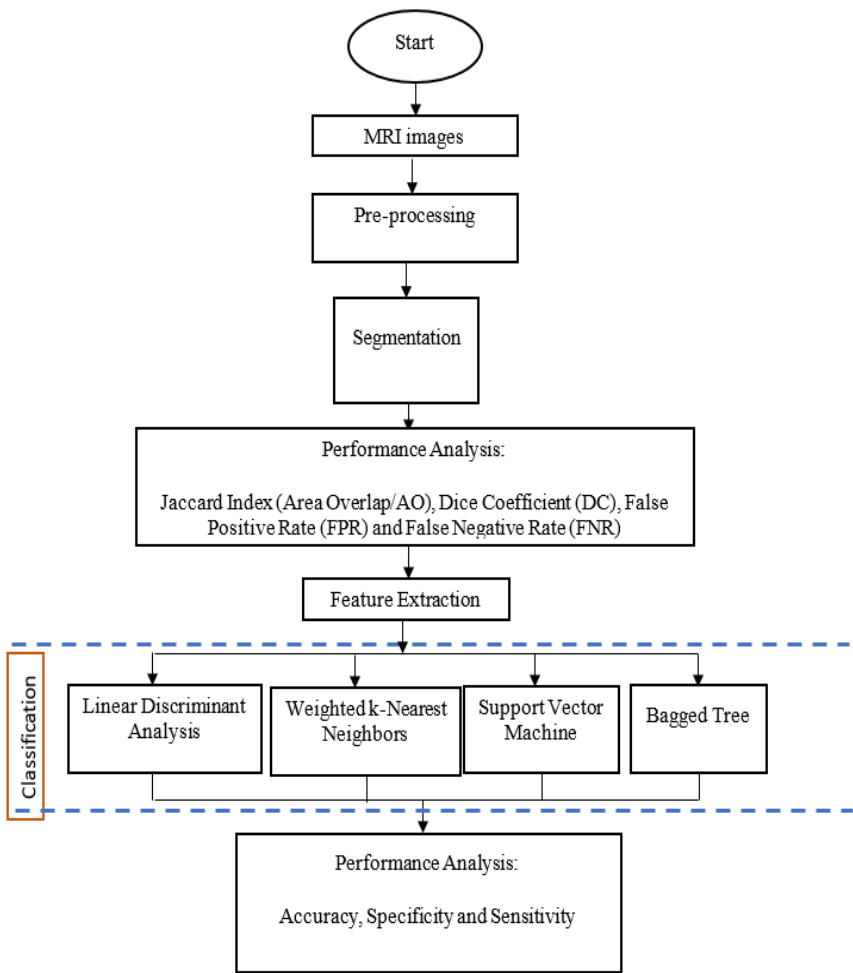 Start
MRI images
Pre-processing
Segmentation
Performance Analysis:
Jaccard Index (Area Overlap/AO), Dice Coefficient (DC), False
Positive Rate (FPR) and False Negative Rate (FNR)
Feature Extraction
Classification
Linear Discriminant
Analysis
Weighted k-Nearest
Neighbors
Support Vector
Machine
Bagged Tree
Performance Analysis:
Accuracy, Specificity and Sensitivity